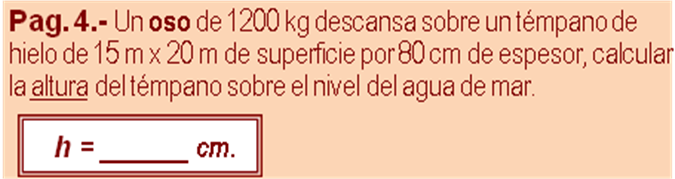 Pag. 4.- Un oso de 1200 kg descansa sobre un témpano de
hielo de 15 m x 20 m de superficie por 80 cm de espesor, calcular
la altura del témpano sobre el nivel del agua de mar.
h = ______ cm.